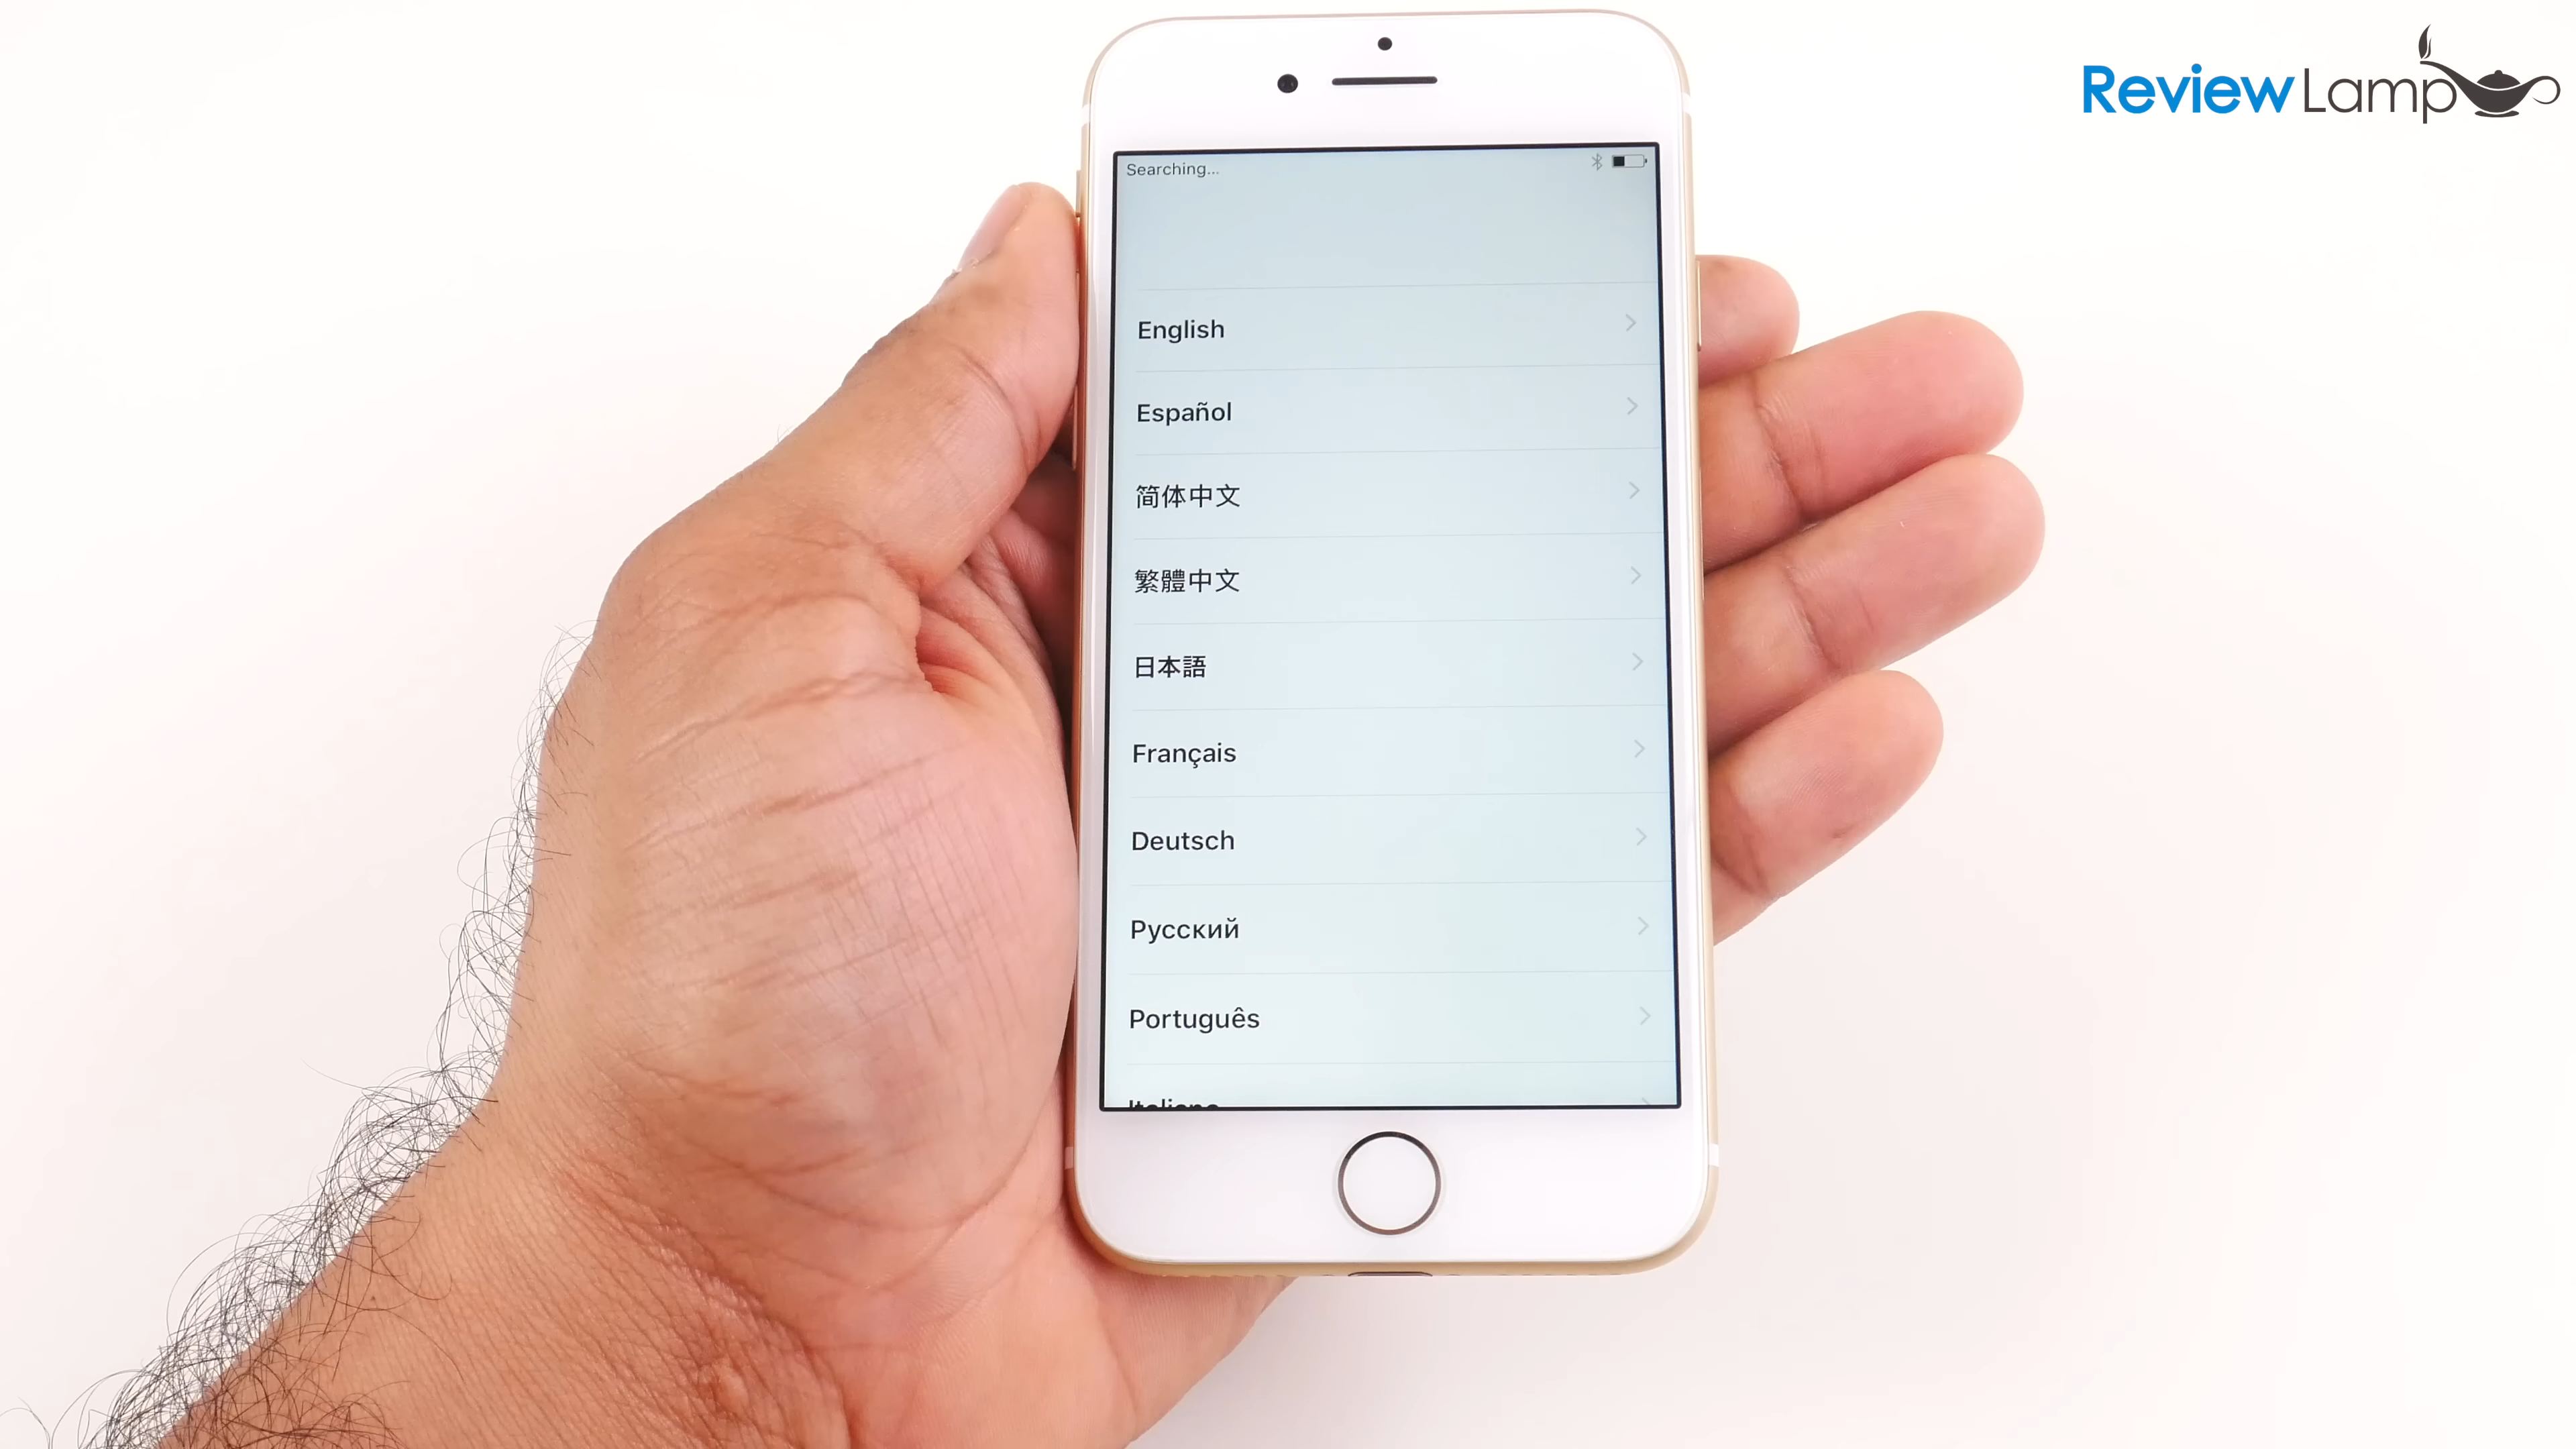 ReviewLamp
Searching...
English
Español
简体中文
繁體中文
日本語
Français
Deutsch
Русский
Português
Italiano